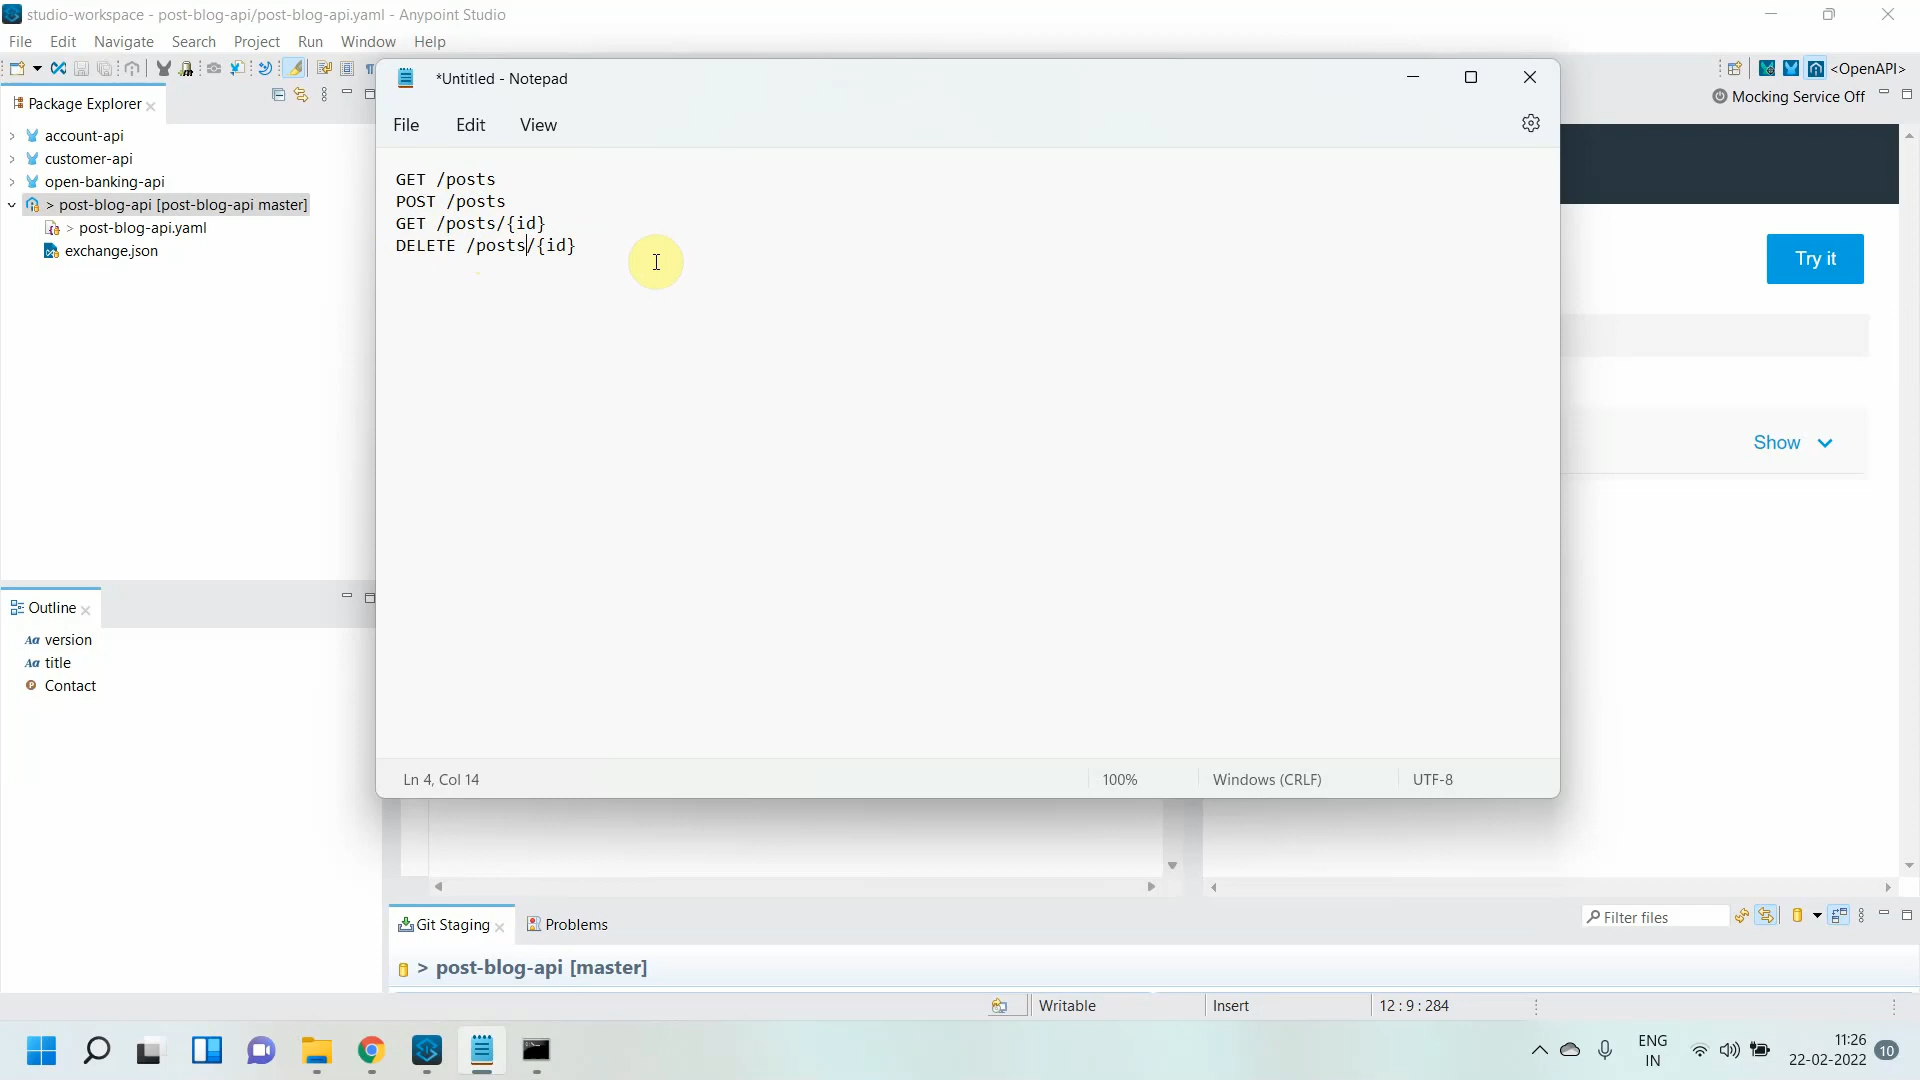 studio-workspace - post-blog-api/post-blog-api.yaml - Anypoint Studio
File Edit Navigate Search Project Run Window Help
<OpenAPI>
Package Explorer
Mocking Service Off
account-api
customer-api
open-banking-api
> post-blog-api [post-blog-api master]
> post-blog-api.yaml
exchange.json
*Untitled - Notepad
File Edit View
GET /posts
POST /posts
GET /posts/{id}
DELETE /posts/{id}
Ln 4, Col 14
100%
Windows (CRLF)
UTF-8
Try it
Show
Outline
Aa version
Aa title
P Contact
Git Staging
Problems
Filter files
> post-blog-api [master]
Writable
Insert
12 : 9 : 284
ENG
IN
11:26
22-02-2022
10